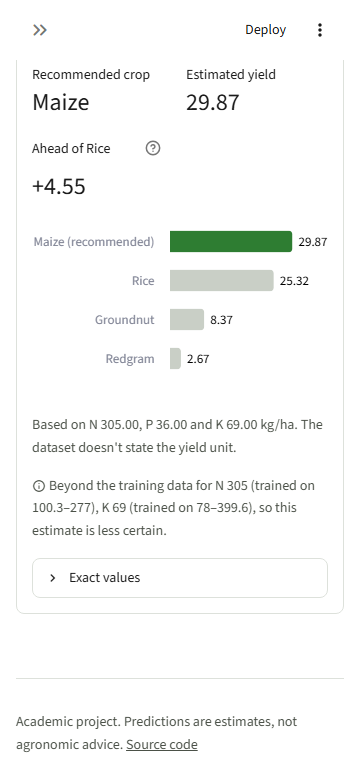 Deploy
Recommended crop
Maize
Estimated yield
29.87
Ahead of Rice
+4.55
Maize (recommended) 29.87
Rice 25.32
Groundnut 8.37
Redgram 2.67
Based on N 305.00, P 36.00 and K 69.00 kg/ha. The
dataset doesn't state the yield unit.
Beyond the training data for N 305 (trained on
100.3–277), K 69 (trained on 78–399.6), so this
estimate is less certain.
Exact values
Academic project. Predictions are estimates, not
agronomic advice. Source code